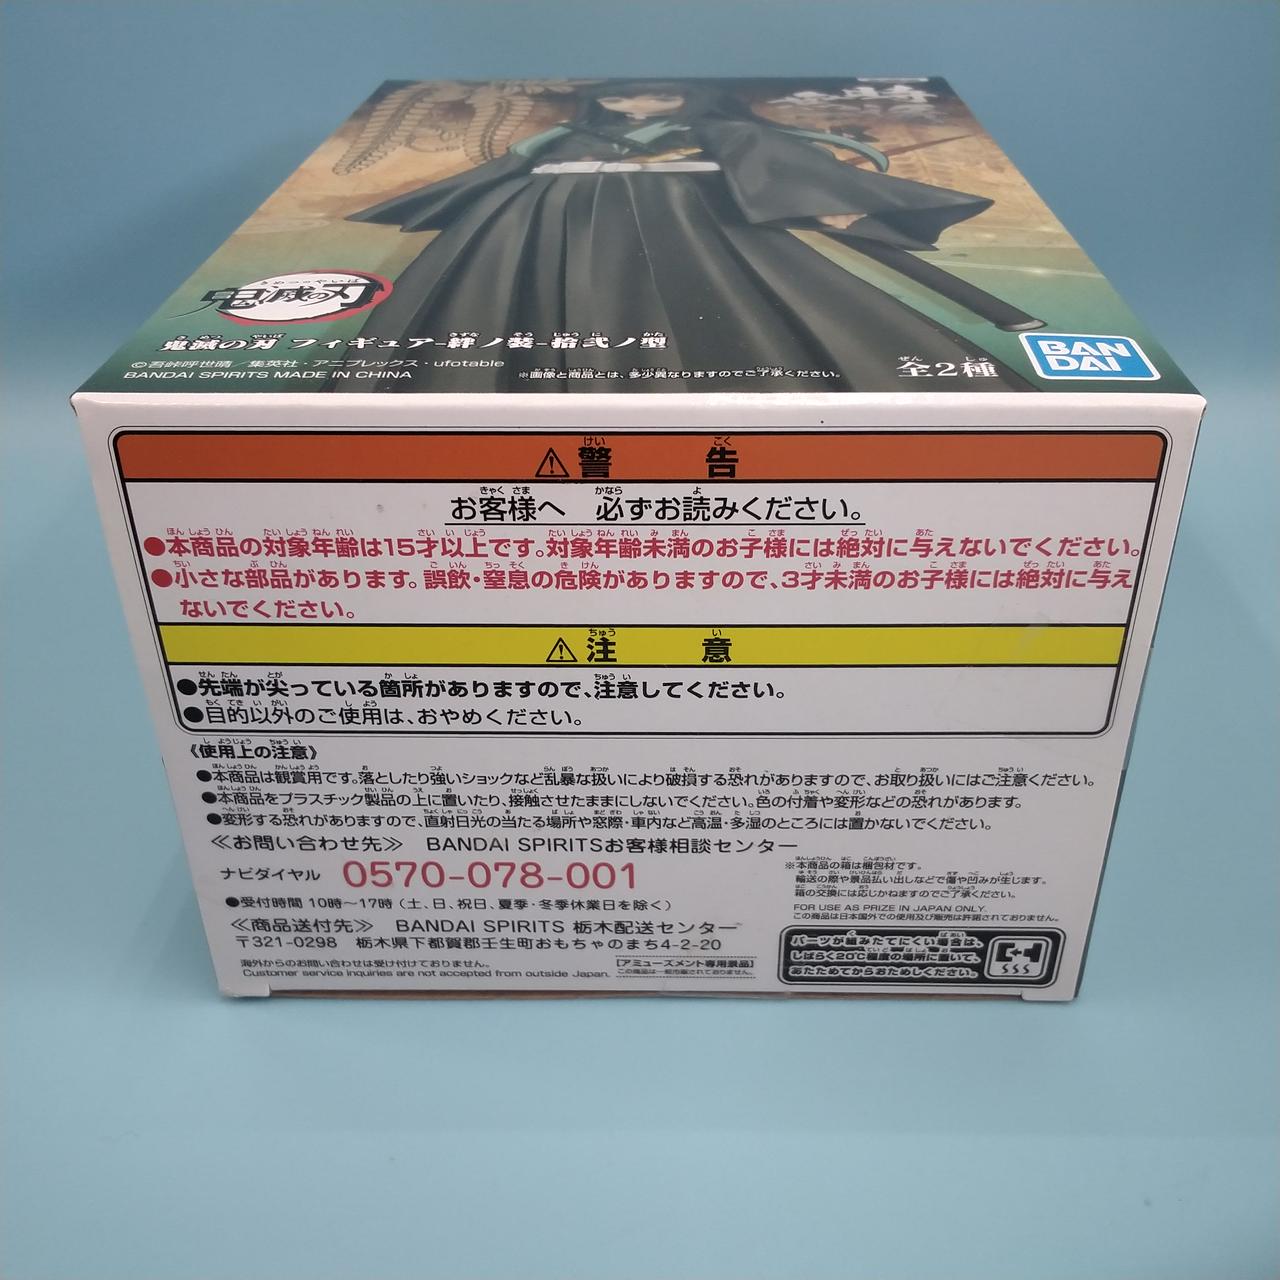 きめつのやいば
鬼滅の刃
鬼滅の刃 フィギュア-絆ノ装-拾弐ノ型
©吾峠呼世晴／集英社・アニプレックス・ufotable
BANDAI SPIRITS MADE IN CHINA
※画像と商品とは、多少異なりますのでご了承ください。
全2種
BANDAI
⚠警告
お客様へ 必ずお読みください。
●本商品の対象年齢は15才以上です。対象年齢未満のお子様には絶対に与えないでください。
●小さな部品があります。誤飲・窒息の危険がありますので、3才未満のお子様には絶対に与え
ないでください。
⚠注意
●先端が尖っている箇所がありますので、注意してください。
●目的以外のご使用は、おやめください。
《使用上の注意》
●本商品は観賞用です。落としたり強いショックなど乱暴な扱いにより破損する恐れがありますので、お取り扱いにはご注意ください。
●本商品をプラスチック製品の上に置いたり、接触させたままにしないでください。色の付着や変形などの恐れがあります。
●変形する恐れがありますので、直射日光の当たる場所や窓際・車内など高温・多湿のところには置かないでください。
≪お問い合わせ先≫ BANDAI SPIRITSお客様相談センター
ナビダイヤル 0570-078-001
●受付時間 10時～17時（土、日、祝日、夏季・冬季休業日を除く）
≪商品送付先≫ BANDAI SPIRITS 栃木配送センター
〒321-0298 栃木県下都賀郡壬生町おもちゃのまち4-2-20
海外からのお問い合わせは受け付けておりません。
Customer service inquiries are not accepted from outside Japan.
【アミューズメント専用景品】
この商品は一般市販されておりません。
※本商品の箱は梱包材です。
輸送の際や景品払い出しなどで傷や凹みが生じます。
箱の交換には応じかねますのでご了承ください。
FOR USE AS PRIZE IN JAPAN ONLY.
この商品は日本国外での使用及び販売は許諾されておりません。
パーツが組みたてにくい場合は、
しばらく20℃程度の場所に置いて、
あたためてからおためしください。